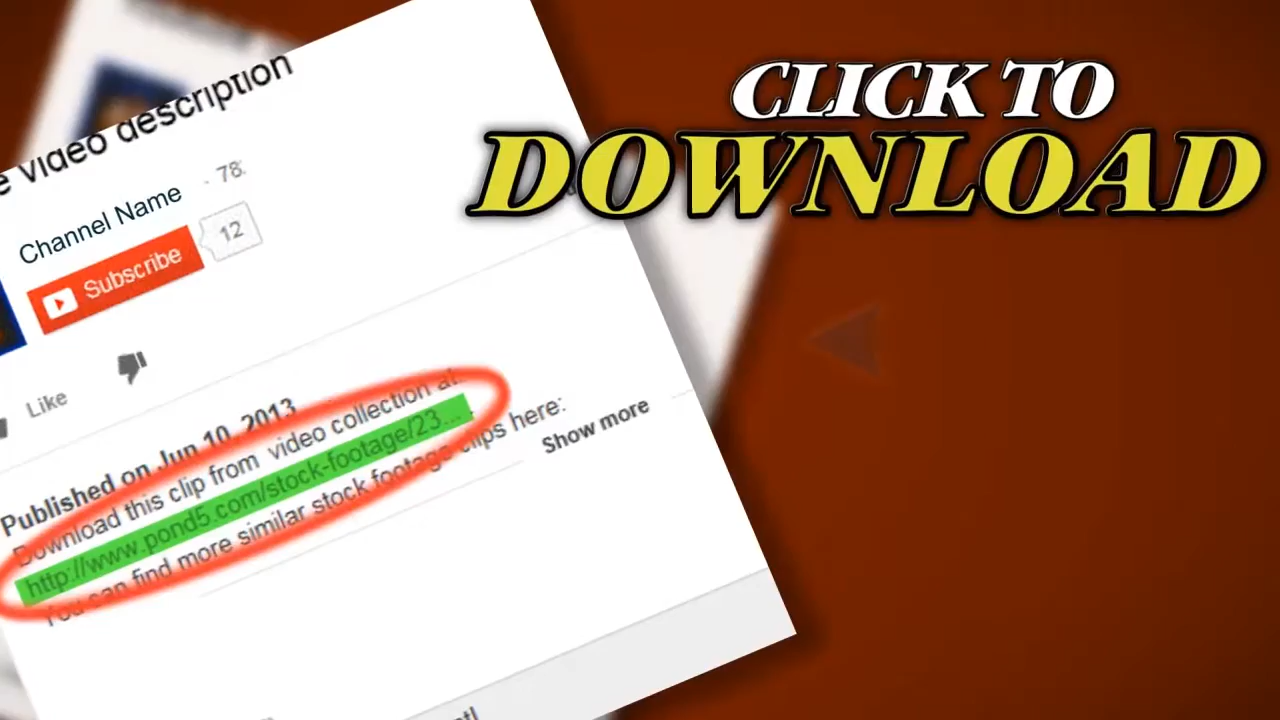 CLICK TO
DOWNLOAD
video description
Channel Name
Subscribe
12
Like
Published on Jun 10, 2013
Download this clip from video collection at
http://www.pond5.com/stock-footage/23...
You can find more similar stock footage clips here:
Show more